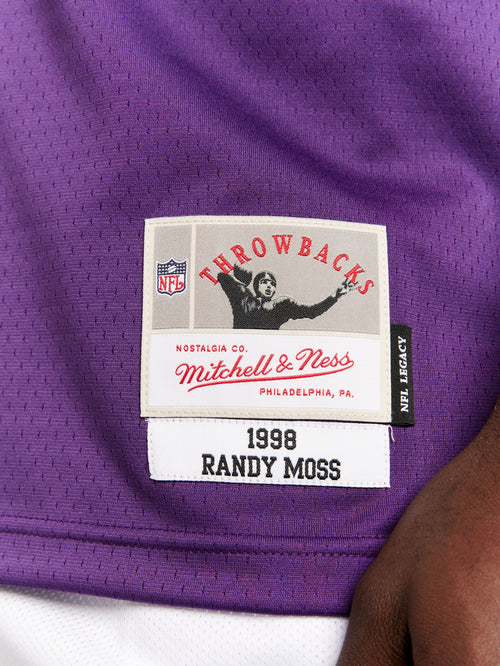 THROWBACKS
NFL
NOSTALGIA CO.
Mitchell & Ness
PHILADELPHIA, PA.
NFL LEGACY
1998
RANDY MOSS